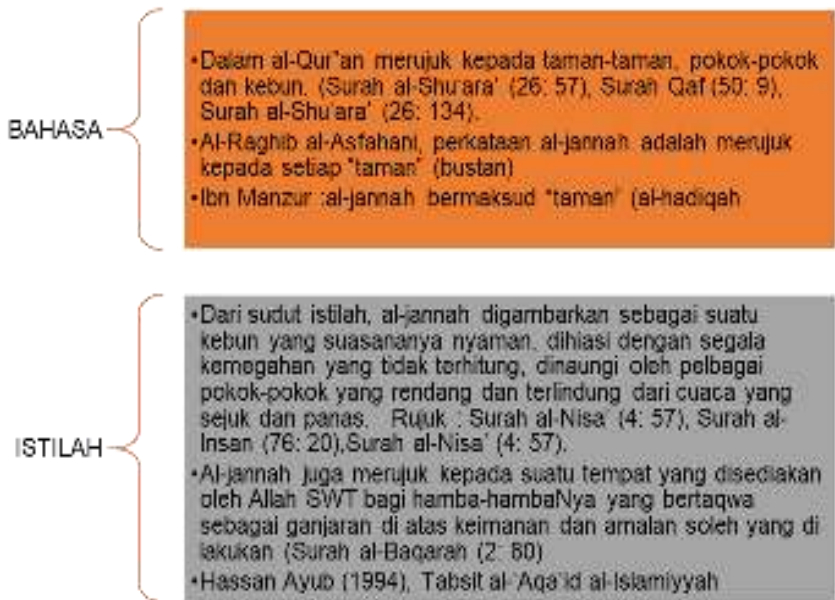 BAHASA
•Dalam al-Qur"an merujuk kepada taman-taman, pokok-pokok
dan kebun. (Surah al-Shu'ara' (26: 57), Surah Qaf (50: 9),
Surah al-Shu'ara' (26: 134).
•Al-Raghib al-Asfahani, perkataan al-jannah adalah merujuk
kepada setiap "taman" (bustan)
•Ibn Manzur :al-jannah bermaksud "taman" (al-hadiqah
ISTILAH
•Dari sudut istilah, al-jannah digambarkan sebagai suatu
kebun yang suasananya nyaman, dihiasi dengan segala
kemegahan yang tidak terhitung, dinaungi oleh pelbagai
pokok-pokok yang rendang dan terlindung dari cuaca yang
sejuk dan panas. Rujuk : Surah al-Nisa' (4: 57), Surah al-
Insan (76: 20),Surah al-Nisa' (4: 57).
•Al-jannah juga merujuk kepada suatu tempat yang disediakan
oleh Allah SWT bagi hamba-hambaNya yang bertaqwa
sebagai ganjaran di atas keimanan dan amalan soleh yang di
lakukan (Surah al-Baqarah (2: 80)
•Hassan Ayub (1994), Tabsit al-'Aqa'id al-Islamiyyah